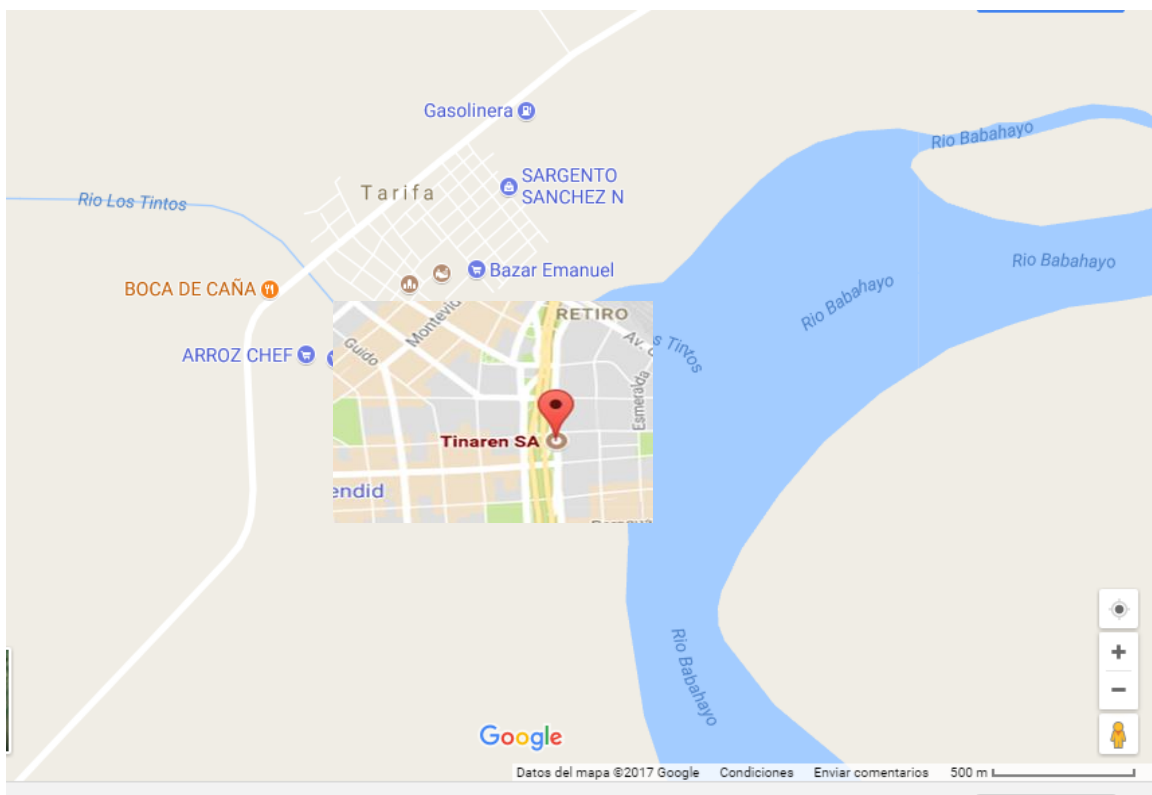 Gasolinera
Rio Babahayo
SARGENTO
SANCHEZ N
Tarifa
Rio Los Tintos
Rio Babahayo
Bazar Emanuel
Rio Babahayo
BOCA DE CAÑA
RETIRO
Montevid
Guido
Av.
s Tintos
ARROZ CHEF
Esmeralda
Tinaren SA
endid
Rio Babahayo
Google
Datos del mapa ©2017 Google Condiciones Enviar comentarios 500 m